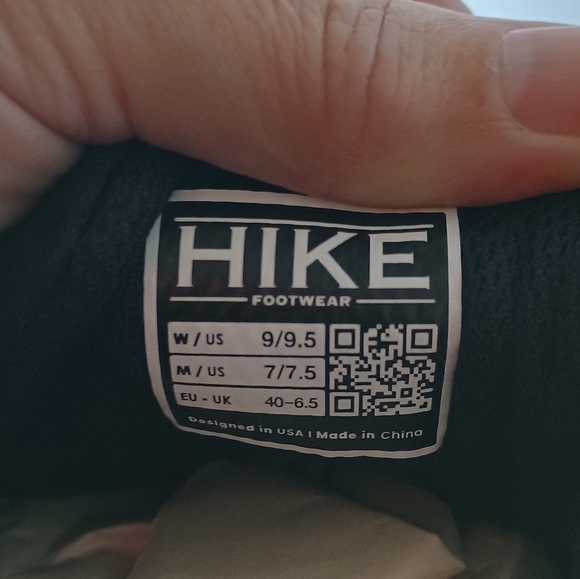 HIKE
FOOTWEAR
W / US 9/9.5
M / US 7/7.5
EU - UK 40-6.5
Designed in USA | Made in China